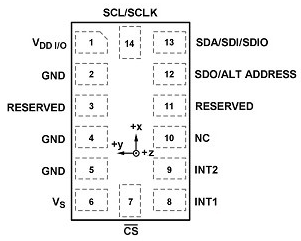 SCL/SCLK
VDD I/O 1 14 13 SDA/SDI/SDIO
GND 2 12 SDO/ALT ADDRESS
RESERVED 3 11 RESERVED
GND 4 +x 10 NC
+y +z
GND 5 9 INT2
VS 6 7 8 INT1
CS